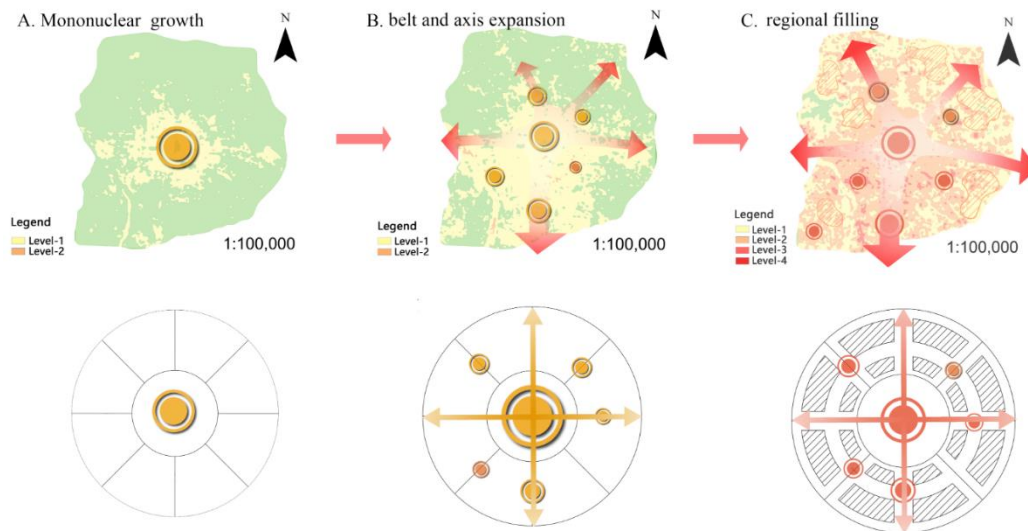 A. Mononuclear growth
N
Legend
Level-1
Level-2
1:100,000
B. belt and axis expansion
N
Legend
Level-1
Level-2
1:100,000
C. regional filling
N
Legend
Level-1
Level-2
Level-3
Level-4
1:100,000